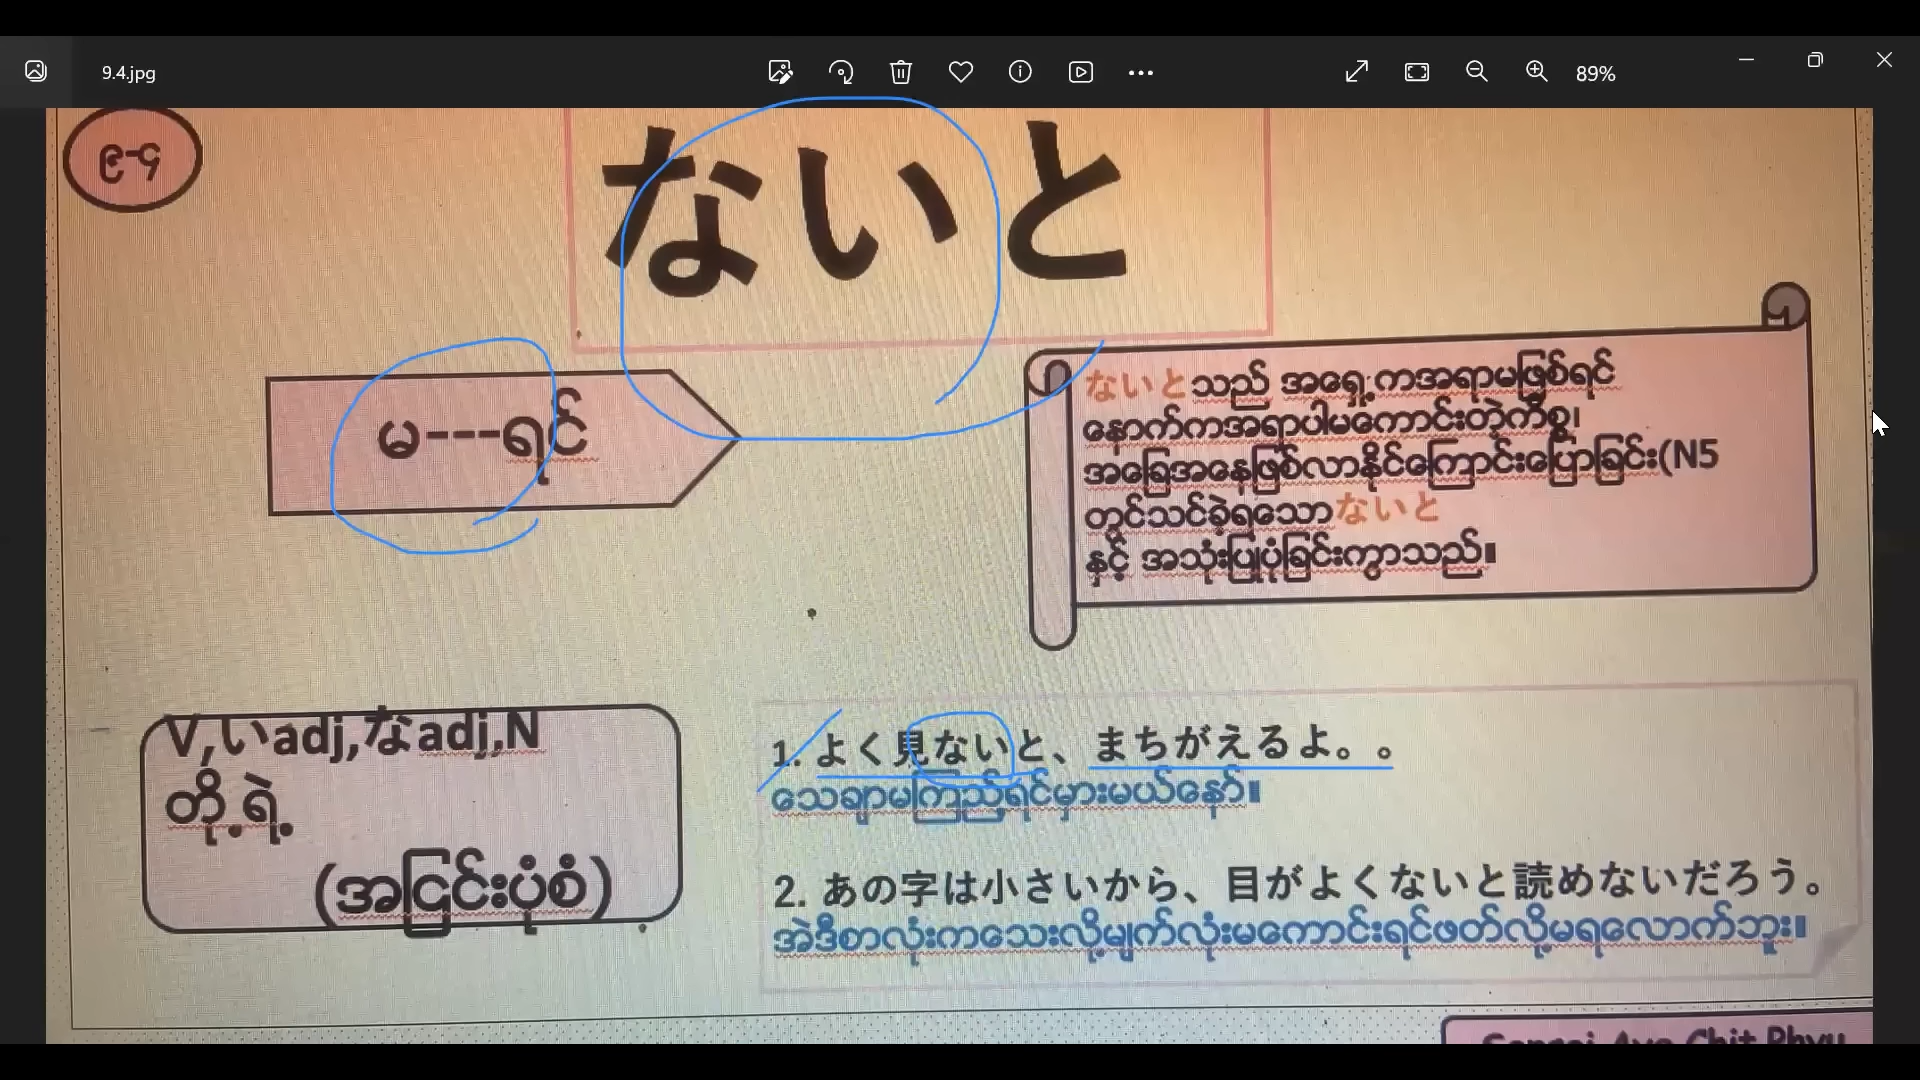 9.4.jpg
89%
၉-၄
ないと
မ---ရင်
ないとသည် အရှေ့ကအရာမဖြစ်ရင်
နောက်ကအရာပါမကောင်းတဲ့ကိစ္စ၊
အခြေအနေဖြစ်လာနိုင်ကြောင်းပြောခြင်း(N5
တွင်သင်ခဲ့ရသောないと
နှင့် အသုံးပြုပုံခြင်းကွာသည်။
V,いadj,なadj,N
တို့ရဲ့
(အငြင်းပုံစံ)
1. よく見ないと、まちがえるよ。。
သေချာမကြည့်ရင်မှားမယ်နော်။
2. あの字は小さいから、目がよくないと読めないだろう。
အဲဒီစာလုံးကသေးလို့မျက်လုံးမကောင်းရင်ဖတ်လို့မရလောက်ဘူး။